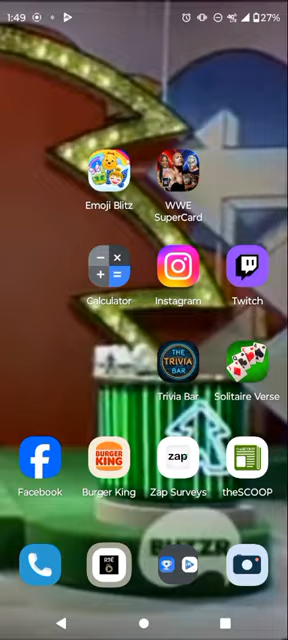 1:49
27%
Emoji Blitz
WWE
SuperCard
Calculator
Instagram
Twitch
THE
TRIVIA
BAR
Trivia Bar
Solitaire Verse
BURGER
KING
zap
Facebook
Burger King
Zap Surveys
theSCOOP